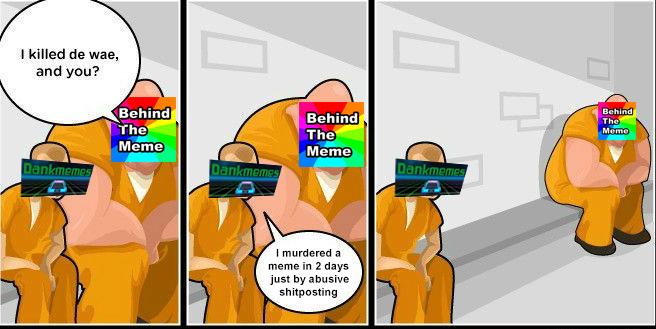 I killed de wae,
and you?
Behind
The
Meme
Dankmemes
Behind
The
Meme
Dankmemes
I murdered a
meme in 2 days
just by abusive
shitposting
Behind
The
Meme
Dankmemes